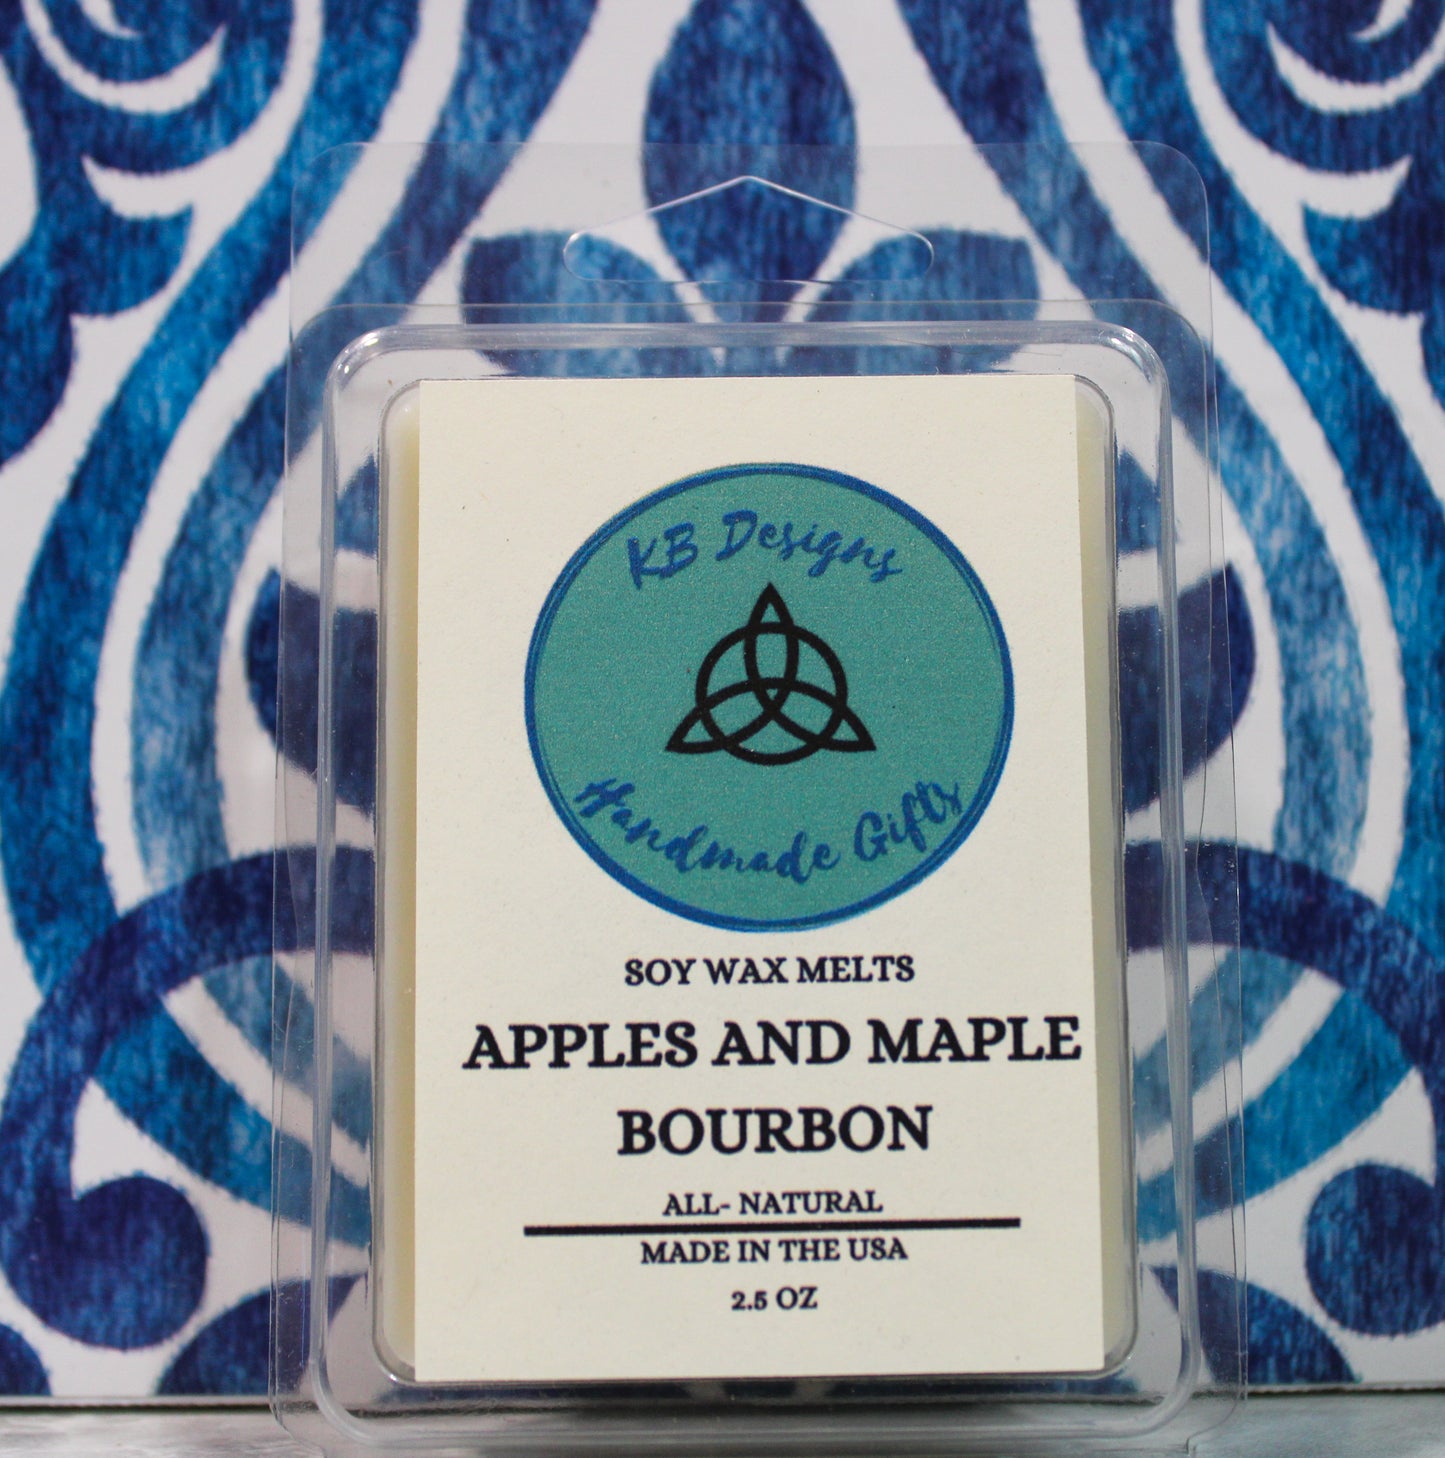 KB Designs
Handmade Gifts
SOY WAX MELTS
APPLES AND MAPLE
BOURBON
ALL- NATURAL
MADE IN THE USA
2.5 OZ